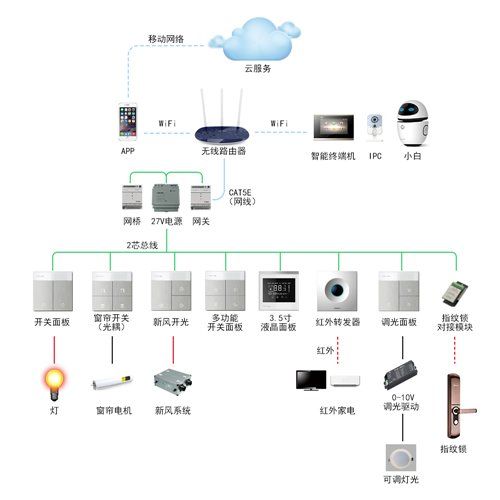 移动网络
云服务
WiFi
WiFi
APP
无线路由器
智能终端机
IPC
小白
CAT5E
(网线)
网桥
27V电源
网关
2芯总线
开关面板
窗帘开关
(光耦)
新风开光
多功能
开关面板
3.5寸
液晶面板
红外转发器
调光面板
指纹锁
对接模块
红外
灯
窗帘电机
新风系统
红外家电
0-10V
调光驱动
指纹锁
可调灯光